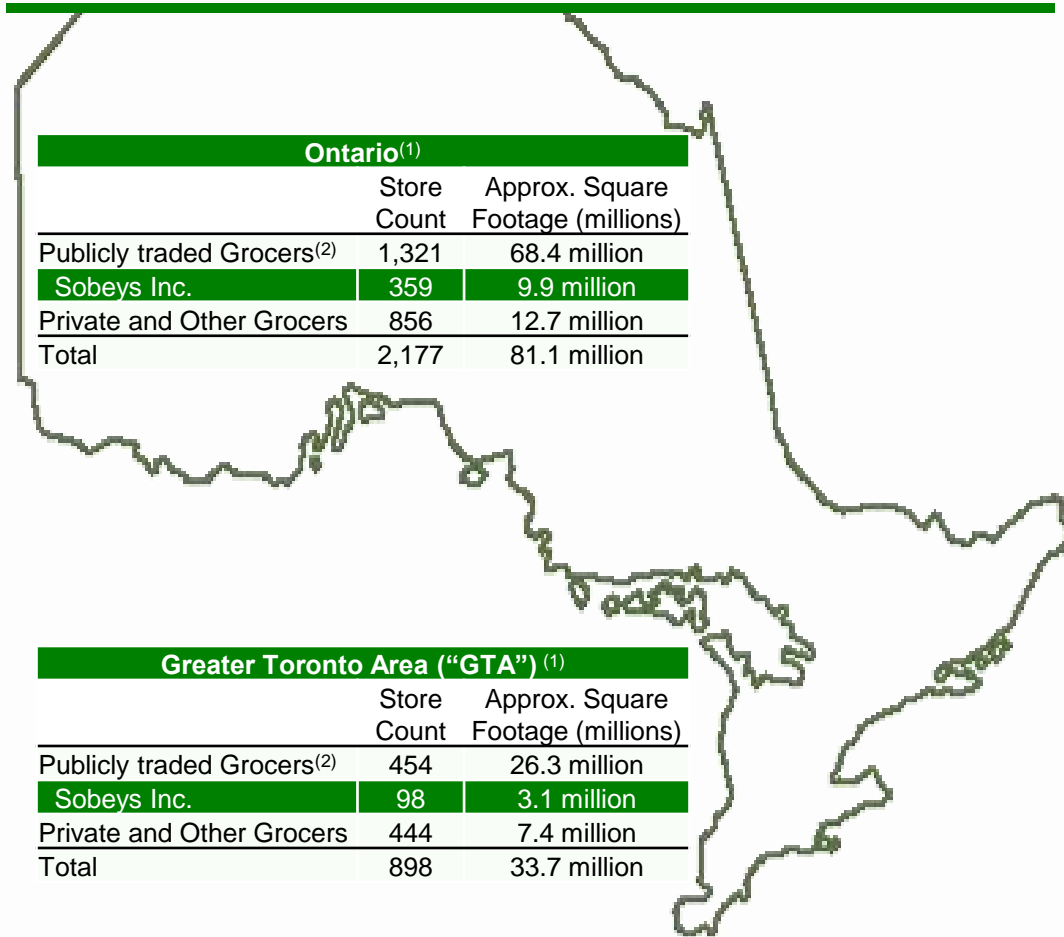 Ontario(1)
Store Approx. Square
Count Footage (millions)
Publicly traded Grocers(2) 1,321 68.4 million
Sobeys Inc. 359 9.9 million
Private and Other Grocers 856 12.7 million
Total 2,177 81.1 million
Greater Toronto Area (“GTA”) (1)
Store Approx. Square
Count Footage (millions)
Publicly traded Grocers(2) 454 26.3 million
Sobeys Inc. 98 3.1 million
Private and Other Grocers 444 7.4 million
Total 898 33.7 million